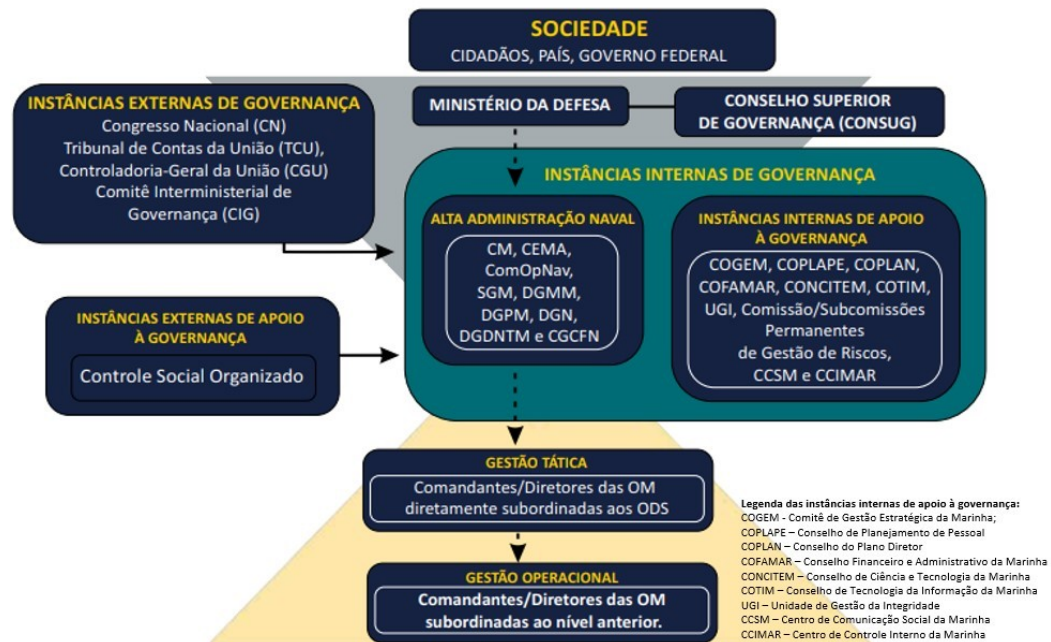 SOCIEDADE
CIDADÃOS, PAÍS, GOVERNO FEDERAL
INSTÂNCIAS EXTERNAS DE GOVERNANÇA
Congresso Nacional (CN)
Tribunal de Contas da União (TCU),
Controladoria-Geral da União (CGU)
Comitê Interministerial de
Governança (CIG)
MINISTÉRIO DA DEFESA
CONSELHO SUPERIOR
DE GOVERNANÇA (CONSUG)
INSTÂNCIAS INTERNAS DE GOVERNANÇA
ALTA ADMINISTRAÇÃO NAVAL
CM, CEMA,
ComOpNav,
SGM, DGMM,
DGPM, DGN,
DGDNTM e CGCFN
INSTÂNCIAS INTERNAS DE APOIO
À GOVERNANÇA
COGEM, COPLAPE, COPLAN,
COFAMAR, CONCITEM, COTIM,
UGI, Comissão/Subcomissões
Permanentes
de Gestão de Riscos,
CCSM e CCIMAR
INSTÂNCIAS EXTERNAS DE APOIO
À GOVERNANÇA
Controle Social Organizado
GESTÃO TÁTICA
Comandantes/Diretores das OM
diretamente subordinadas aos ODS
GESTÃO OPERACIONAL
Comandantes/Diretores das OM
subordinadas ao nível anterior.
Legenda das instâncias internas de apoio à governança:
COGEM - Comitê de Gestão Estratégica da Marinha;
COPLAPE – Conselho de Planejamento de Pessoal
COPLAN – Conselho do Plano Diretor
COFAMAR – Conselho Financeiro e Administrativo da Marinha
CONCITEM – Conselho de Ciência e Tecnologia da Marinha
COTIM – Conselho de Tecnologia da Informação da Marinha
UGI – Unidade de Gestão da Integridade
CCSM – Centro de Comunicação Social da Marinha
CCIMAR – Centro de Controle Interno da Marinha